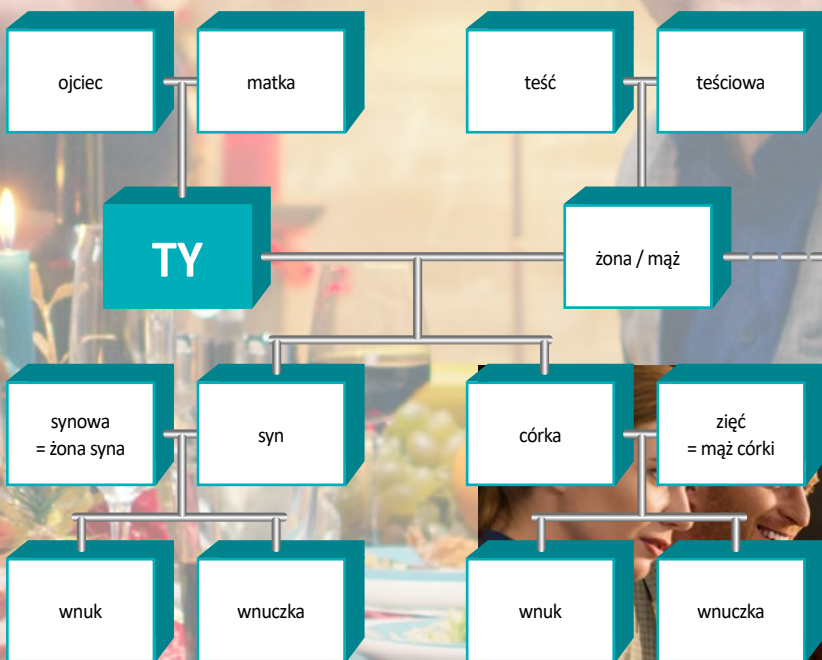 ojciec
matka
teść
teściowa
TY
żona / mąż
synowa
= żona syna
syn
córka
zięć
= mąż córki
wnuk
wnuczka
wnuk
wnuczka